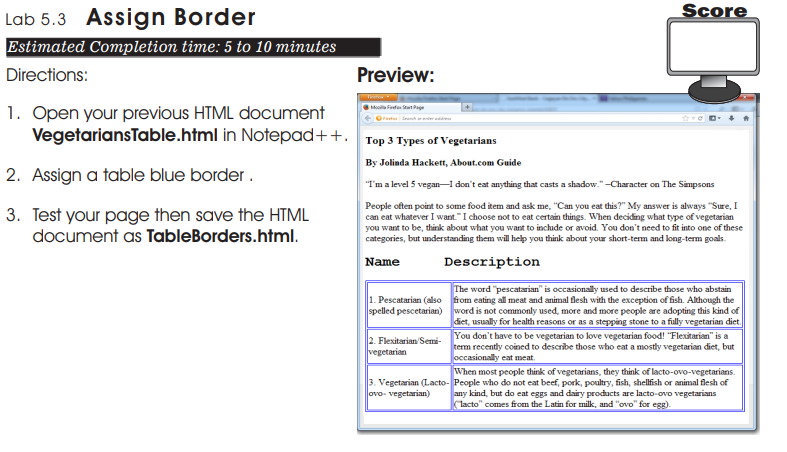 Lab 5.3 Assign Border
Score
Estimated Completion time: 5 to 10 minutes
Directions:
1. Open your previous HTML document
VegetariansTable.html in Notepad++.
2. Assign a table blue border .
3. Test your page then save the HTML
document as TableBorders.html.
Preview:
Mozilla Firefox Start Page
Firefox | Search or enter address
Top 3 Types of Vegetarians
By Jolinda Hackett, About.com Guide
"I'm a level 5 vegan—I don't eat anything that casts a shadow." –Character on The Simpsons
People often point to some food item and ask me, "Can you eat this?" My answer is always "Sure, I
can eat whatever I want." I choose not to eat certain things. When deciding what type of vegetarian
you want to be, think about what you want to include or avoid. You don't need to fit into one of these
categories, but understanding them will help you think about your short-term and long-term goals.
Name Description
1. Pescatarian (also
spelled pescetarian)
The word "pescatarian" is occasionally used to describe those who abstain
from eating all meat and animal flesh with the exception of fish. Although the
word is not commonly used, more and more people are adopting this kind of
diet, usually for health reasons or as a stepping stone to a fully vegetarian diet.
2. Flexitarian/Semi-
vegetarian
You don't have to be vegetarian to love vegetarian food! "Flexitarian" is a
term recently coined to describe those who eat a mostly vegetarian diet, but
occasionally eat meat.
3. Vegetarian (Lacto-
ovo- vegetarian)
When most people think of vegetarians, they think of lacto-ovo-vegetarians.
People who do not eat beef, pork, poultry, fish, shellfish or animal flesh of
any kind, but do eat eggs and dairy products are lacto-ovo vegetarians
("lacto" comes from the Latin for milk, and "ovo" for egg).